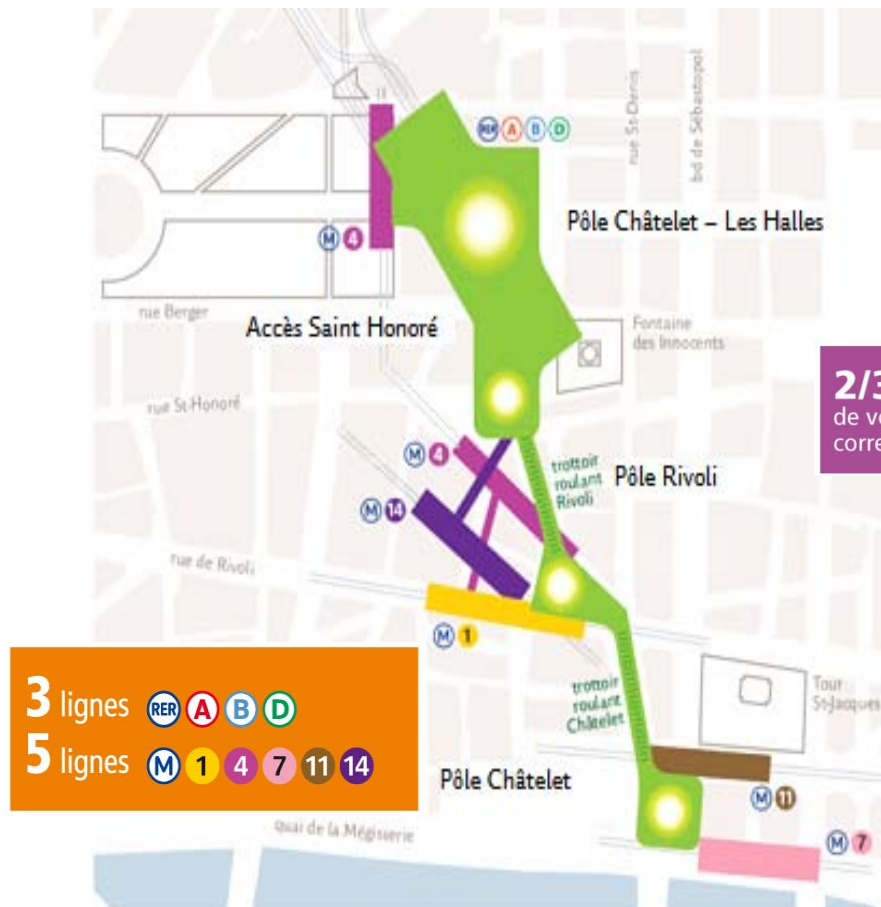 rue St-Denis
bd de Sébastopol
RER A B D
Pôle Châtelet – Les Halles
M 4
rue Berger
Accès Saint Honoré
Fontaine
des Innocents
2/3
de
rue St-Honoré
M 4
trottoir
roulant
Rivoli
Pôle Rivoli
M 14
rue de Rivoli
M 1
3 lignes RER A B D
5 lignes M 1 4 7 11 14
trottoir
roulant
Châtelet
Tour
St-Jacques
Pôle Châtelet
M 11
quai de la Mégisserie
M 7